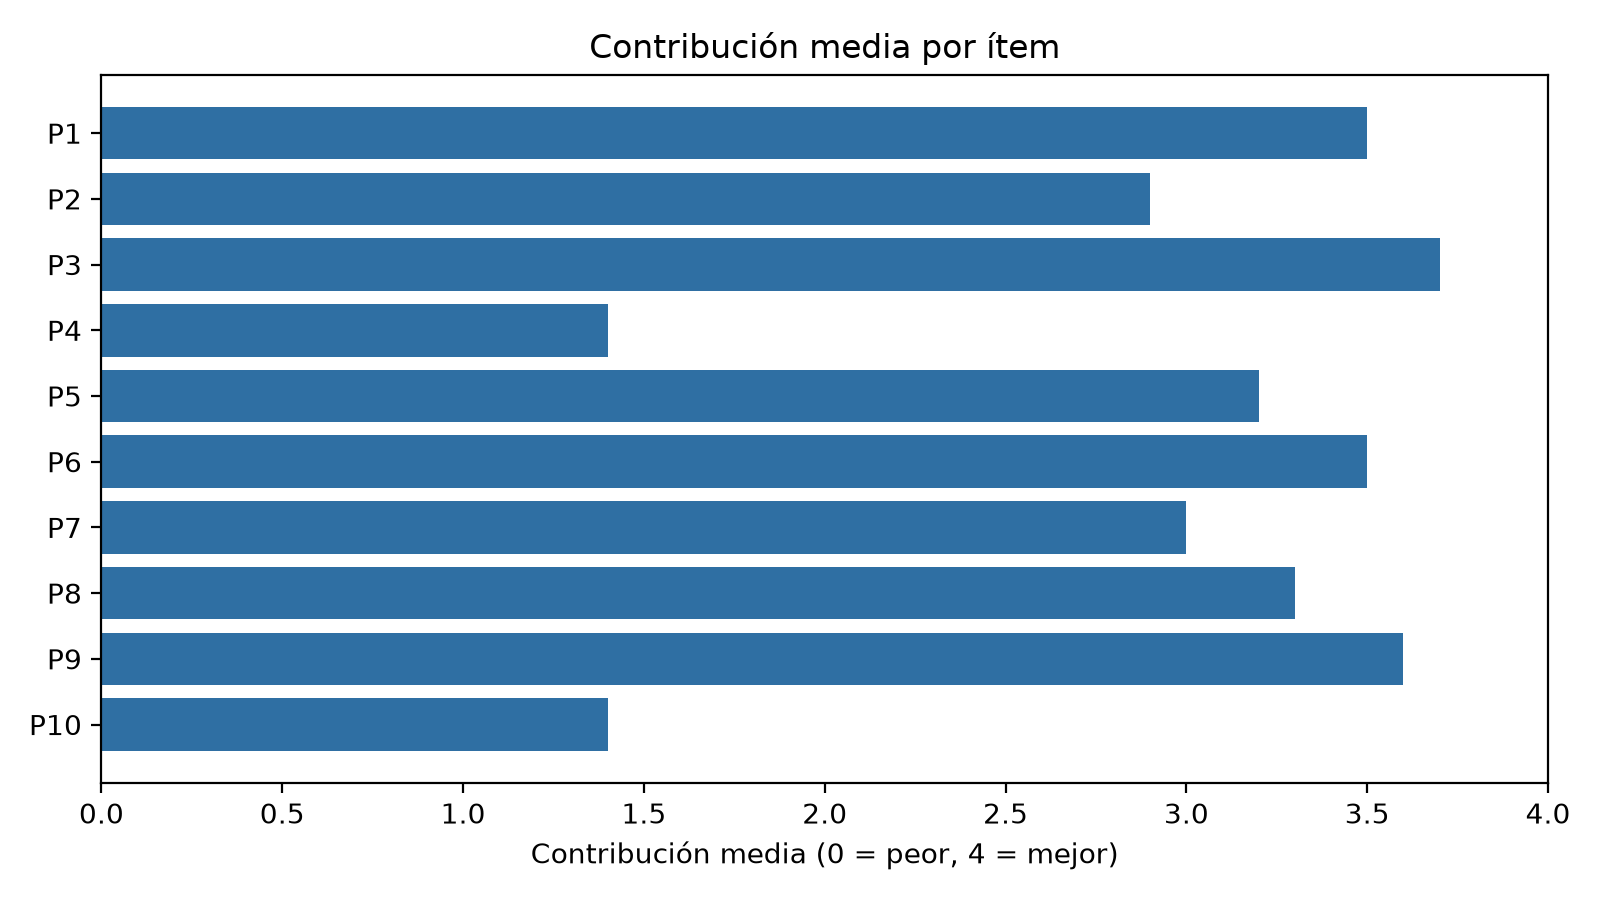 Contribución media por ítem
P1
P2
P3
P4
P5
P6
P7
P8
P9
P10
0.0 0.5 1.0 1.5 2.0 2.5 3.0 3.5 4.0
Contribución media (0 = peor, 4 = mejor)